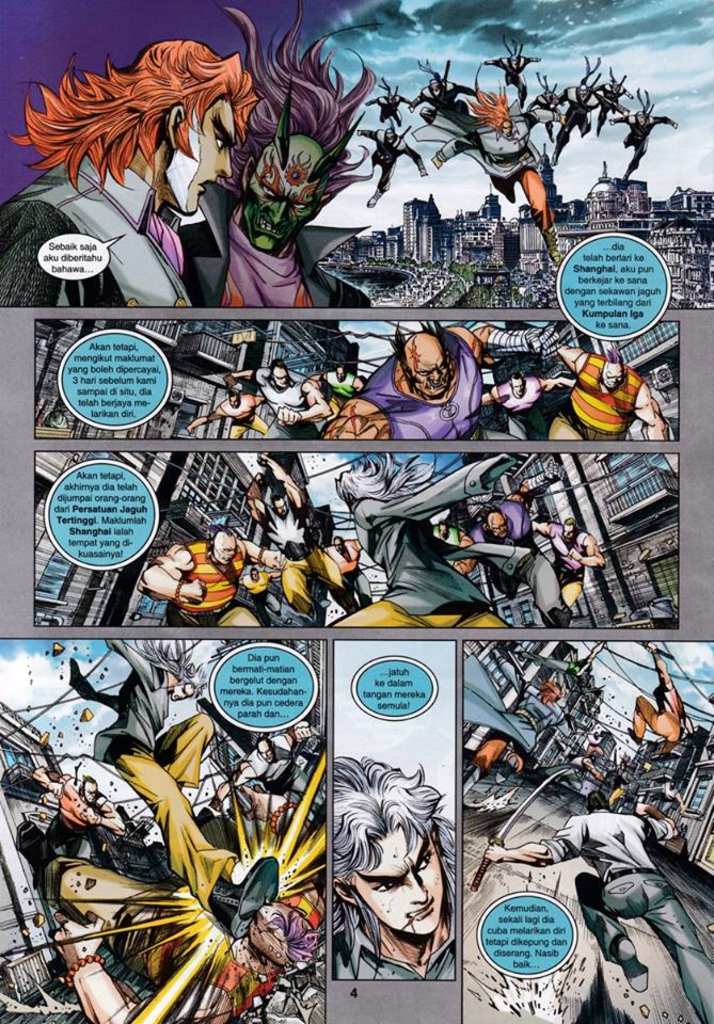 Sebaik saja
aku diberitahu
bahawa...
...dia
telah berlari ke
Shanghai, aku pun
berkejar ke sana
dengan sekawan jaguh
yang terbilang dari
Kumpulan Iga
ke sana.
Akan tetapi,
mengikut maklumat
yang boleh dipercayai,
3 hari sebelum kami
sampai di situ, dia
telah berjaya me-
larikan diri.
Akan tetapi,
akhirnya dia telah
dijumpai orang-orang
dari Persatuan Jaguh
Tertinggi. Maklumlah
Shanghai ialah
tempat yang di-
kuasainya!
Dia pun
bermati-matian
bergelut dengan
mereka. Kesudahan-
nya dia pun cedera
parah dan...
...jatuh
ke dalam
tangan mereka
semula!
Kemudian,
sekali lagi dia
cuba melarikan diri
tetapi dikepung dan
diserang. Nasib
baik...
4